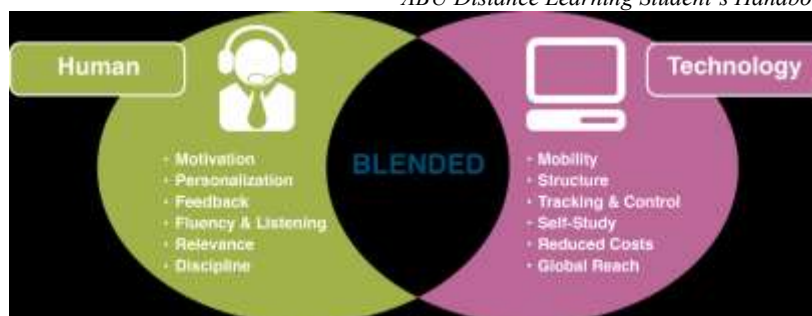 ABU Distance Learning Student's Handbo
Human
Technology
BLENDED
· Motivation
· Personalization
· Feedback
· Fluency & Listening
· Relevance
· Discipline
· Mobility
· Structure
· Tracking & Control
· Self-Study
· Reduced Costs
· Global Reach